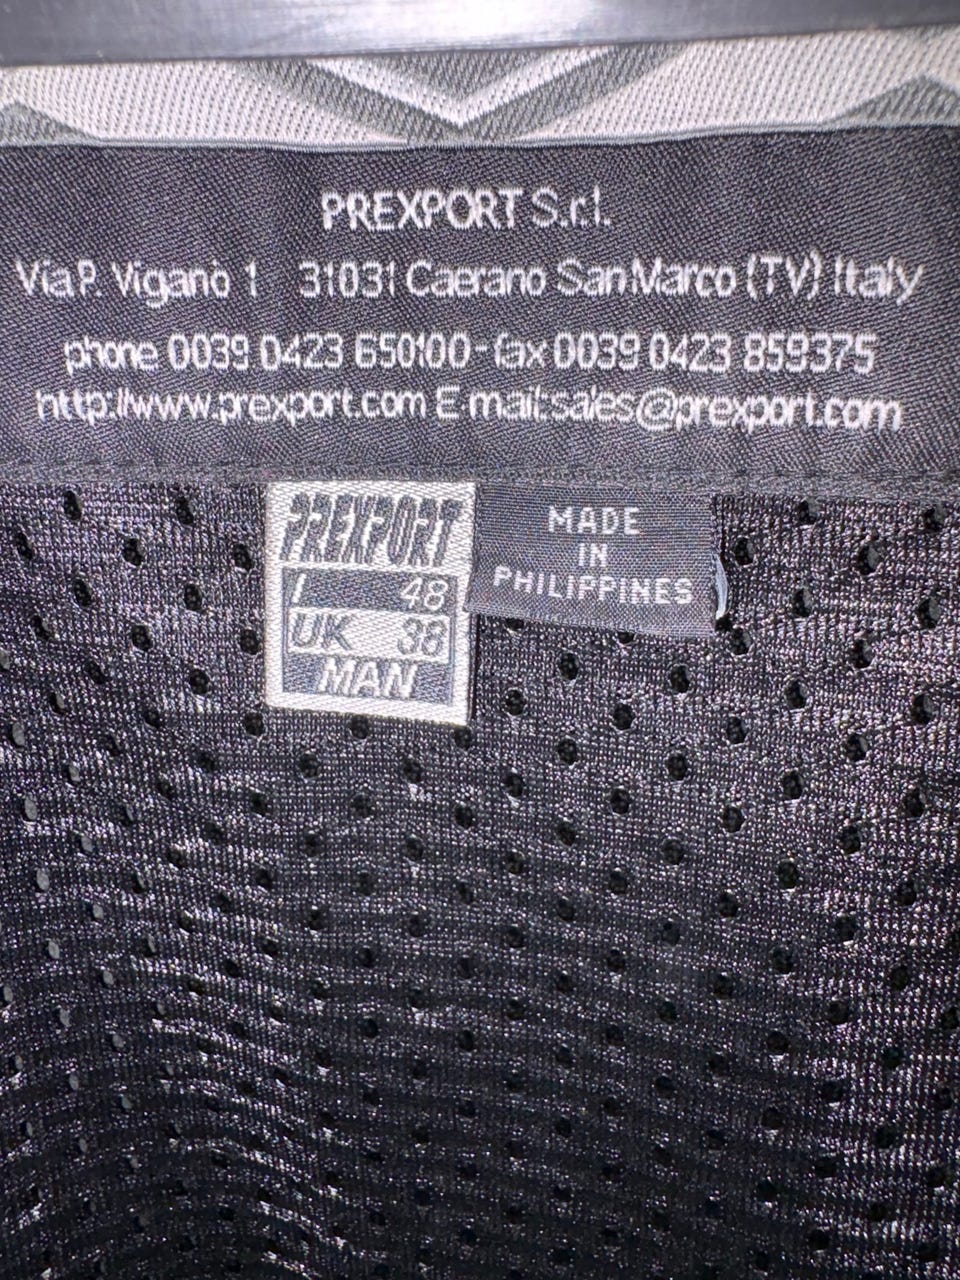 PREXPORT S.r.l.
Via P. Viganò 1 31031 Caerano San Marco (TV) Italy
phone 0039 0423 650100 - fax 0039 0423 859375
http://www.prexport.com E-mail:sales@prexport.com
PREXPORT
I 48
UK 38
MAN
MADE
IN
PHILIPPINES